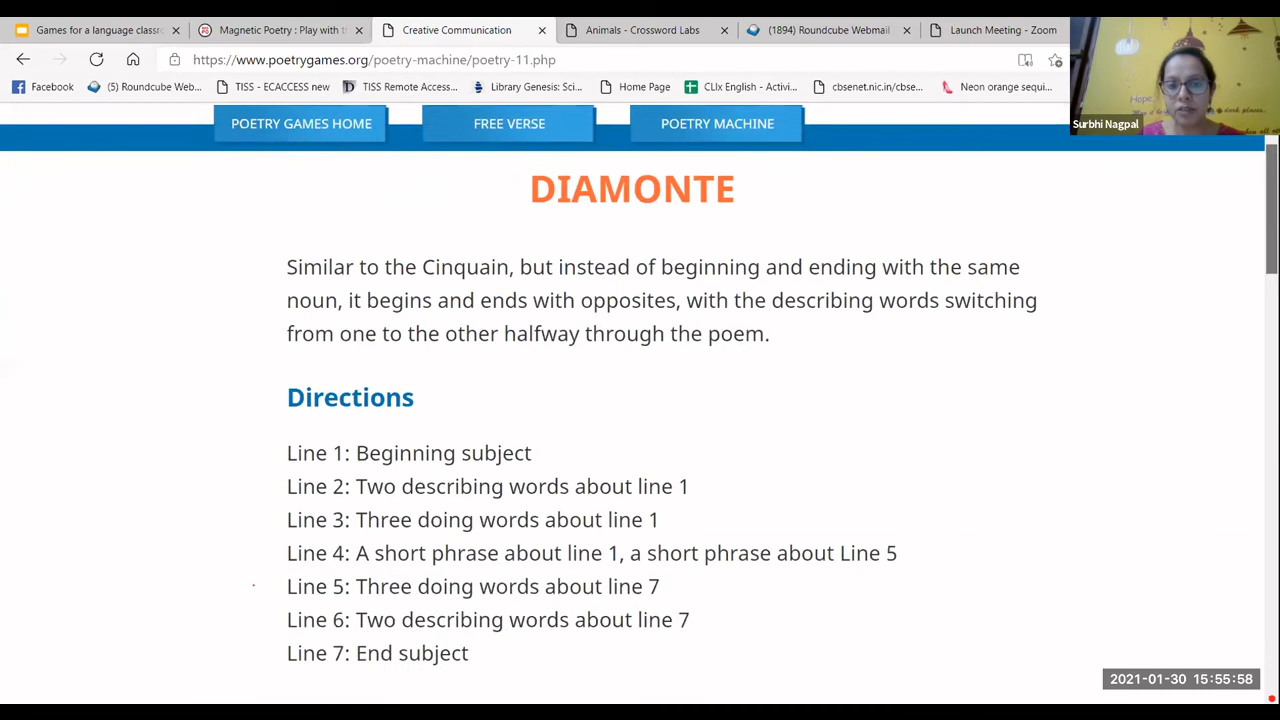 Games for a language classr
Magnetic Poetry : Play with th
Creative Communication
Animals - Crossword Labs
(1894) Roundcube Webmail
Launch Meeting - Zoom
https://www.poetrygames.org/poetry-machine/poetry-11.php
Facebook
(5) Roundcube Web...
TISS - ECACCESS new
TISS Remote Access...
Library Genesis: Sci...
Home Page
CLIx English - Activi...
cbsenet.nic.in/cbse...
Neon orange sequi...
Hope
Surbhi Nagpal
POETRY GAMES HOME
FREE VERSE
POETRY MACHINE
DIAMONTE
Similar to the Cinquain, but instead of beginning and ending with the same
noun, it begins and ends with opposites, with the describing words switching
from one to the other halfway through the poem.
Directions
Line 1: Beginning subject
Line 2: Two describing words about line 1
Line 3: Three doing words about line 1
Line 4: A short phrase about line 1, a short phrase about Line 5
Line 5: Three doing words about line 7
Line 6: Two describing words about line 7
Line 7: End subject
2021-01-30 15:55:58